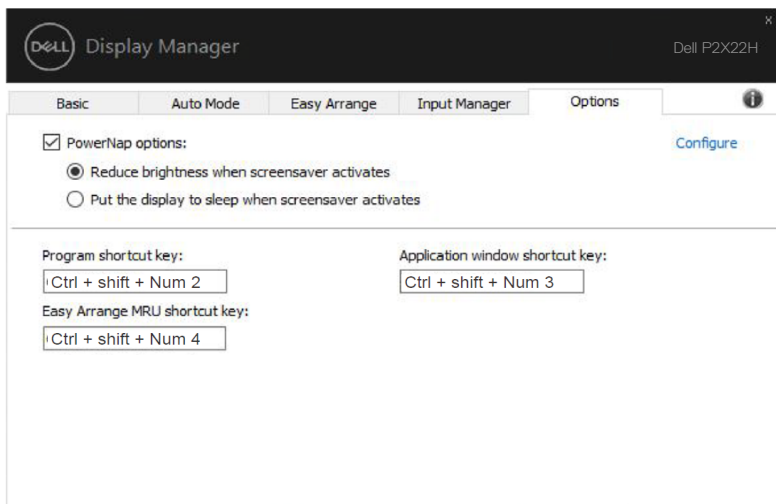 x
DELL Display Manager Dell P2X22H
Basic Auto Mode Easy Arrange Input Manager Options
PowerNap options: Configure
Reduce brightness when screensaver activates
Put the display to sleep when screensaver activates
Program shortcut key: Application window shortcut key:
Ctrl + shift + Num 2 Ctrl + shift + Num 3
Easy Arrange MRU shortcut key:
Ctrl + shift + Num 4